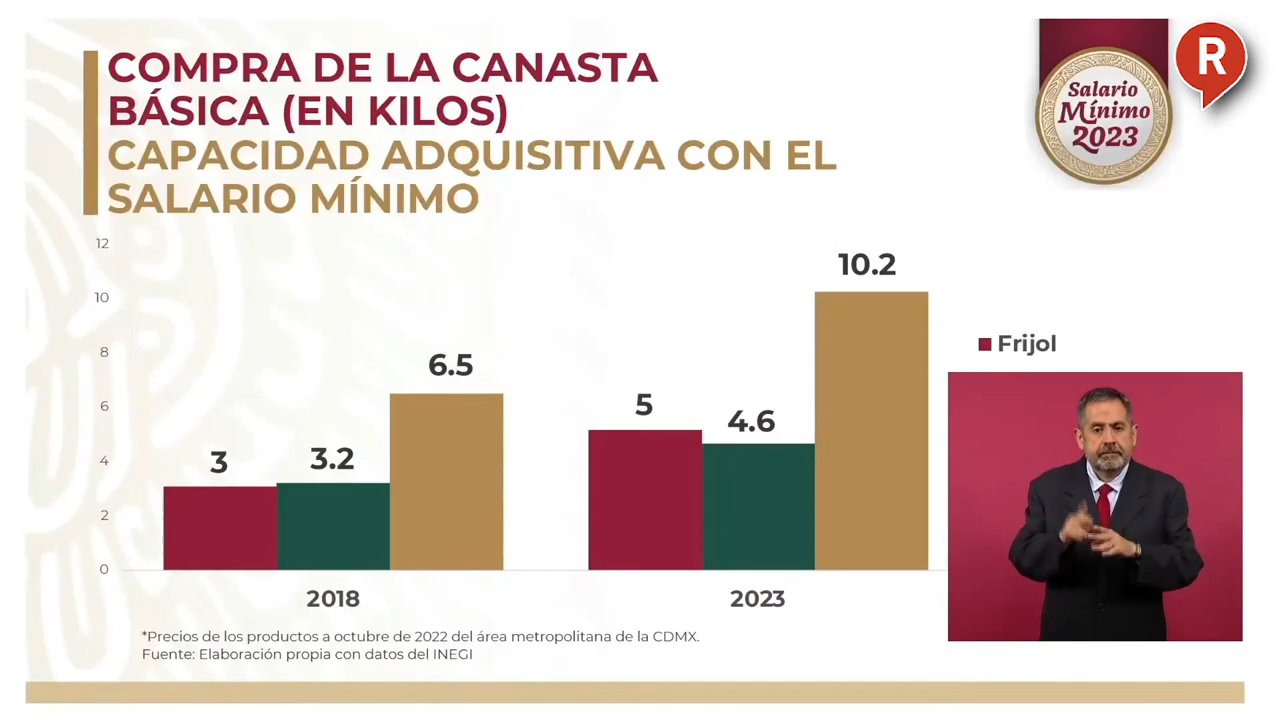 COMPRA DE LA CANASTA
BÁSICA (EN KILOS)
CAPACIDAD ADQUISITIVA CON EL
SALARIO MÍNIMO
Salario
Mínimo
2023
R
12
10
8
6
4
2
0
3
3.2
6.5
5
4.6
10.2
Frijol
2018
2023
*Precios de los productos a octubre de 2022 del área metropolitana de la CDMX.
Fuente: Elaboración propia con datos del INEGI